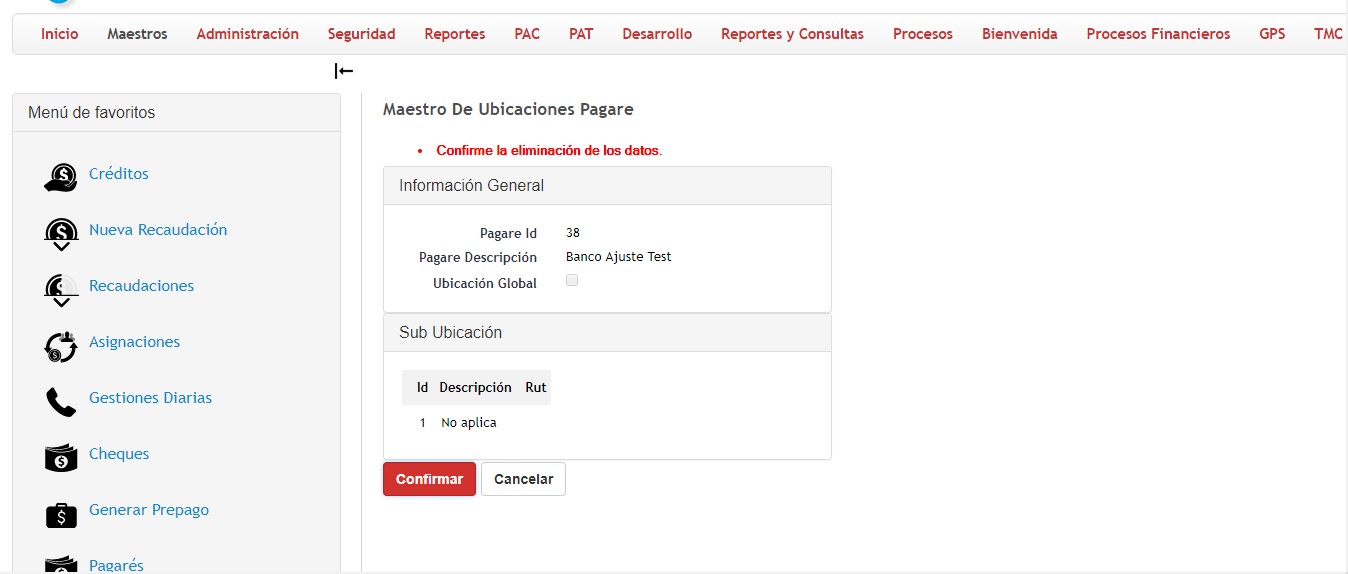 Inicio Maestros Administración Seguridad Reportes PAC PAT Desarrollo Reportes y Consultas Procesos Bienvenida Procesos Financieros GPS TMC
Menú de favoritos
Créditos
Nueva Recaudación
Recaudaciones
Asignaciones
Gestiones Diarias
Cheques
Generar Prepago
Pagarés
Maestro De Ubicaciones Pagare
Confirme la eliminación de los datos.
Información General
Pagare Id 38
Pagare Descripción Banco Ajuste Test
Ubicación Global
Sub Ubicación
Id Descripción Rut
1 No aplica
Confirmar Cancelar